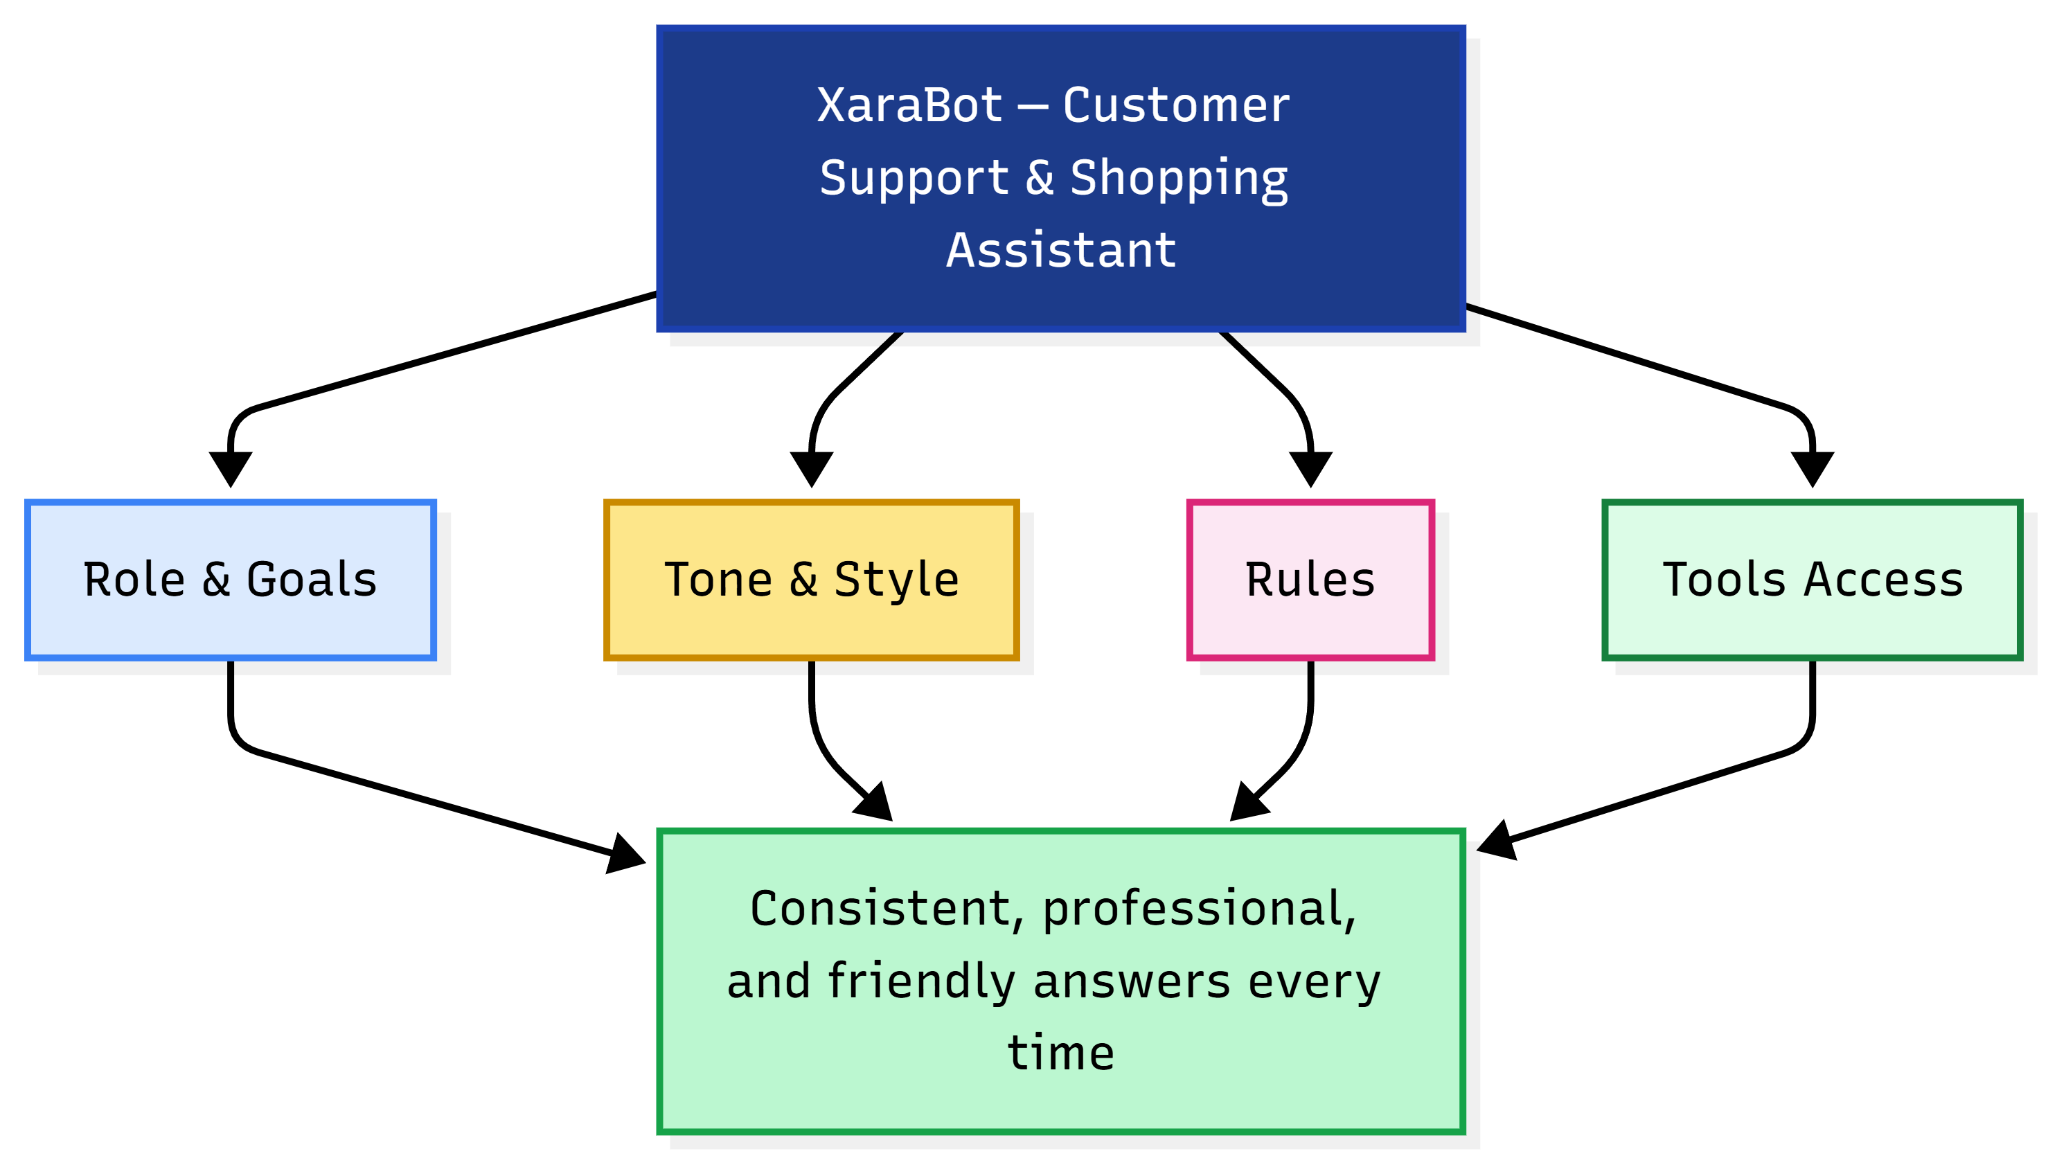 XaraBot – Customer
Support & Shopping
Assistant
Role & Goals
Tone & Style
Rules
Tools Access
Consistent, professional,
and friendly answers every
time